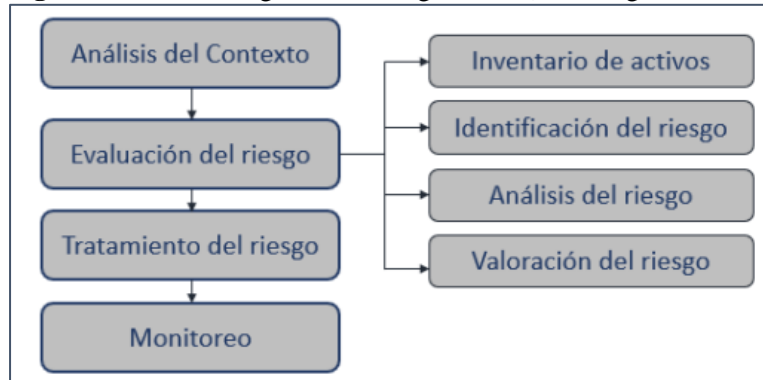 Análisis del Contexto
Evaluación del riesgo
Tratamiento del riesgo
Monitoreo
Inventario de activos
Identificación del riesgo
Análisis del riesgo
Valoración del riesgo